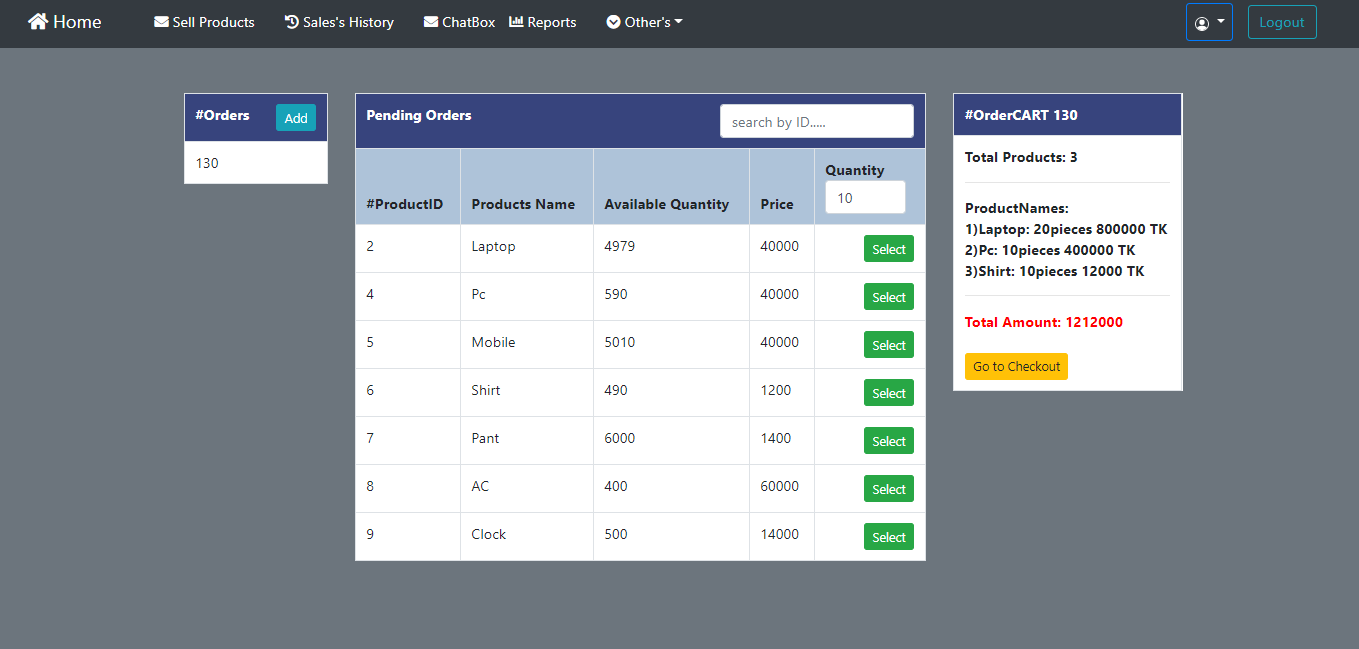 Home Sell Products Sales's History ChatBox Reports Other's Logout
#Orders Add
130
Pending Orders search by ID.....
#ProductID Products Name Available Quantity Price Quantity 10
2 Laptop 4979 40000 Select
4 Pc 590 40000 Select
5 Mobile 5010 40000 Select
6 Shirt 490 1200 Select
7 Pant 6000 1400 Select
8 AC 400 60000 Select
9 Clock 500 14000 Select
#OrderCART 130
Total Products: 3
ProductNames:
1)Laptop: 20pieces 800000 TK
2)Pc: 10pieces 400000 TK
3)Shirt: 10pieces 12000 TK
Total Amount: 1212000
Go to Checkout